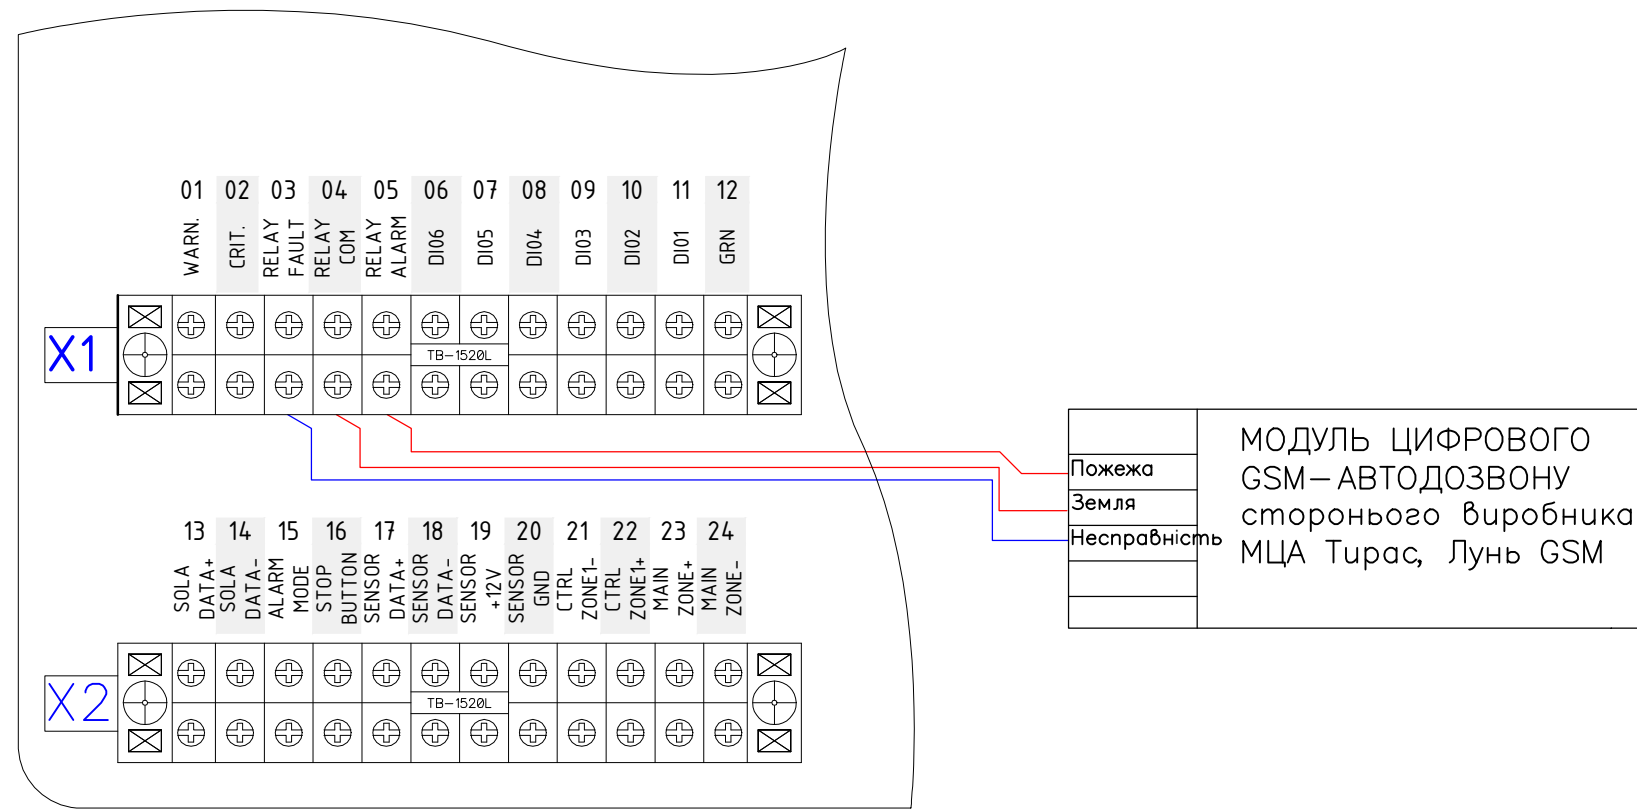 01 02 03 04 05 06 07 08 09 10 11 12
WARN.
CRIT.
RELAY
FAULT
RELAY
COM
RELAY
ALARM
DI06
DI05
DI04
DI03
DI02
DI01
GRN
X1
TB-1520L
Пожежа
Земля
Несправність
МОДУЛЬ ЦИФРОВОГО
GSM-АВТОДОЗВОНУ
сторонього виробника
МЦА Тирас, Лунь GSM
13 14 15 16 17 18 19 20 21 22 23 24
SOLA
DATA+
SOLA
DATA-
ALARM
MODE
STOP
BUTTON
SENSOR
DATA+
SENSOR
DATA-
SENSOR
+12V
SENSOR
GND
CTRL
ZONE1-
CTRL
ZONE1+
MAIN
ZONE+
MAIN
ZONE-
X2
TB-1520L